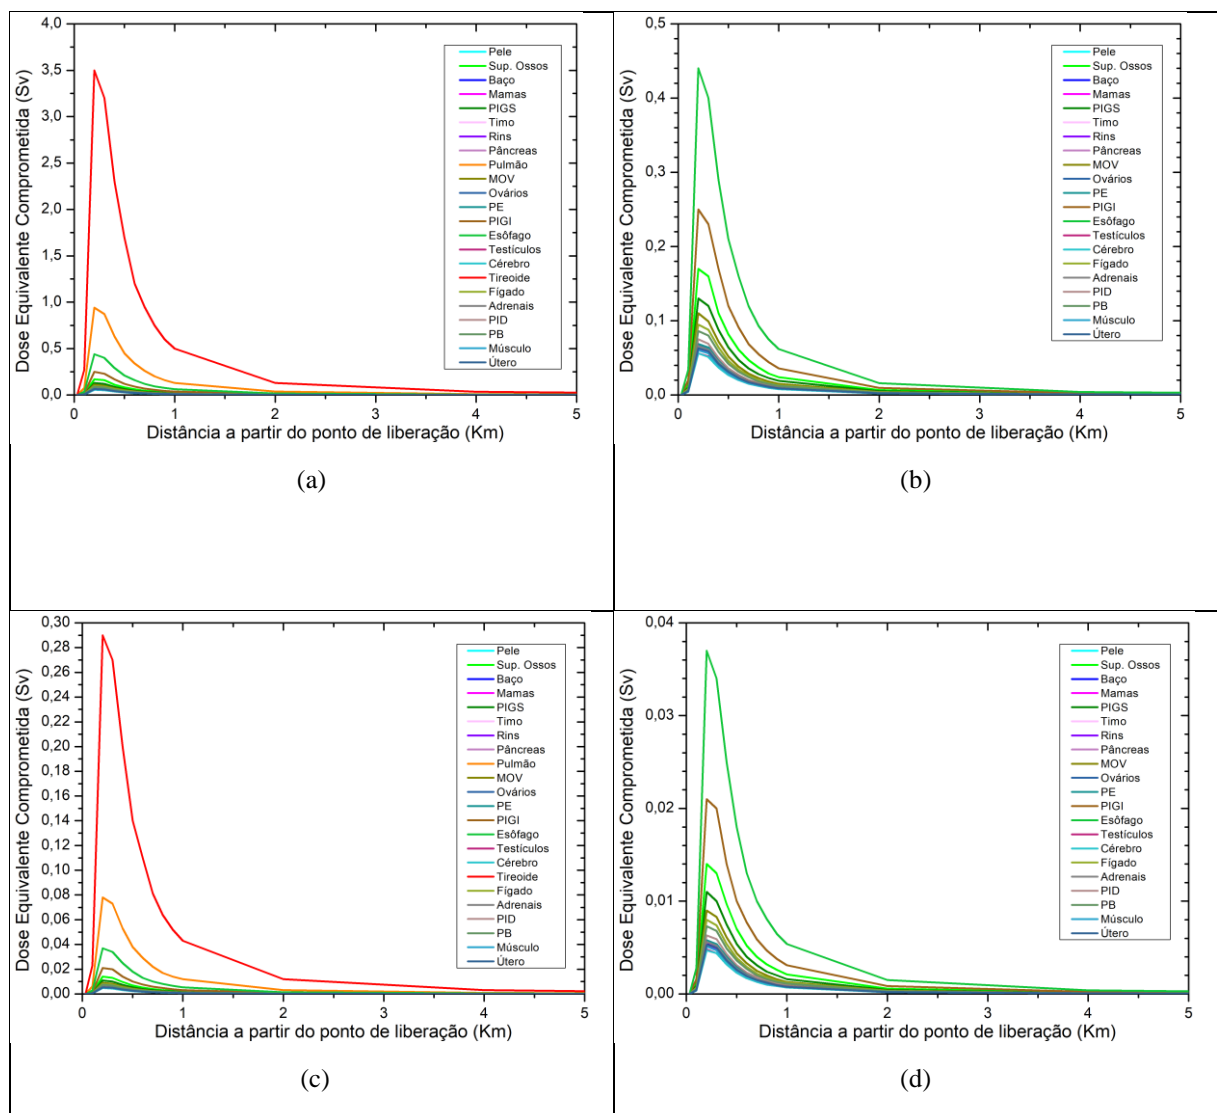 4,0
3,5
3,0
2,5
2,0
1,5
1,0
0,5
0,0
Dose Equivalente Comprometida (Sv)
0 1 2 3 4 5
Distância a partir do ponto de liberação (Km)
Pele
Sup. Ossos
Baço
Mamas
PIGS
Timo
Rins
Pâncreas
Pulmão
MOV
Ovários
PE
PIGI
Esôfago
Testículos
Cérebro
Tireoide
Fígado
Adrenais
PID
PB
Músculo
Útero
(a)
0,5
0,4
0,3
0,2
0,1
0,0
Dose Equivalente Comprometida (Sv)
0 1 2 3 4 5
Distância a partir do ponto de liberação (Km)
Pele
Sup. Ossos
Baço
Mamas
PIGS
Timo
Rins
Pâncreas
MOV
Ovários
PE
PIGI
Esôfago
Testículos
Cérebro
Fígado
Adrenais
PID
PB
Músculo
Útero
(b)
0,30
0,28
0,26
0,24
0,22
0,20
0,18
0,16
0,14
0,12
0,10
0,08
0,06
0,04
0,02
0,00
Dose Equivalente Comprometida (Sv)
0 1 2 3 4 5
Distância a partir do ponto de liberação (Km)
Pele
Sup. Ossos
Baço
Mamas
PIGS
Timo
Rins
Pâncreas
Pulmão
MOV
Ovários
PE
PIGI
Esôfago
Testículos
Cérebro
Tireoide
Fígado
Adrenais
PID
PB
Músculo
Útero
(c)
0,04
0,03
0,02
0,01
0,00
Dose Equivalente Comprometida (Sv)
0 1 2 3 4 5
Distância a partir do ponto de liberação (Km)
Pele
Sup. Ossos
Baço
Mamas
PIGS
Timo
Rins
Pâncreas
MOV
Ovários
PE
PIGI
Esôfago
Testículos
Cérebro
Fígado
Adrenais
PID
PB
Músculo
Útero
(d)